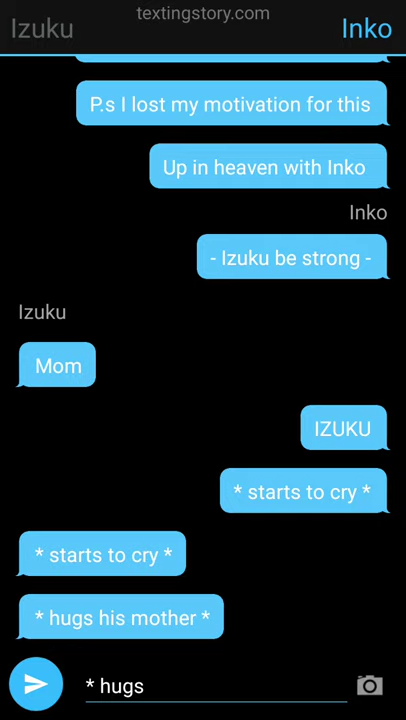 textingstory.com
Izuku
Inko
P.s I lost my motivation for this
Up in heaven with Inko
Inko
- Izuku be strong -
Izuku
Mom
IZUKU
* starts to cry *
* starts to cry *
* hugs his mother *
* hugs